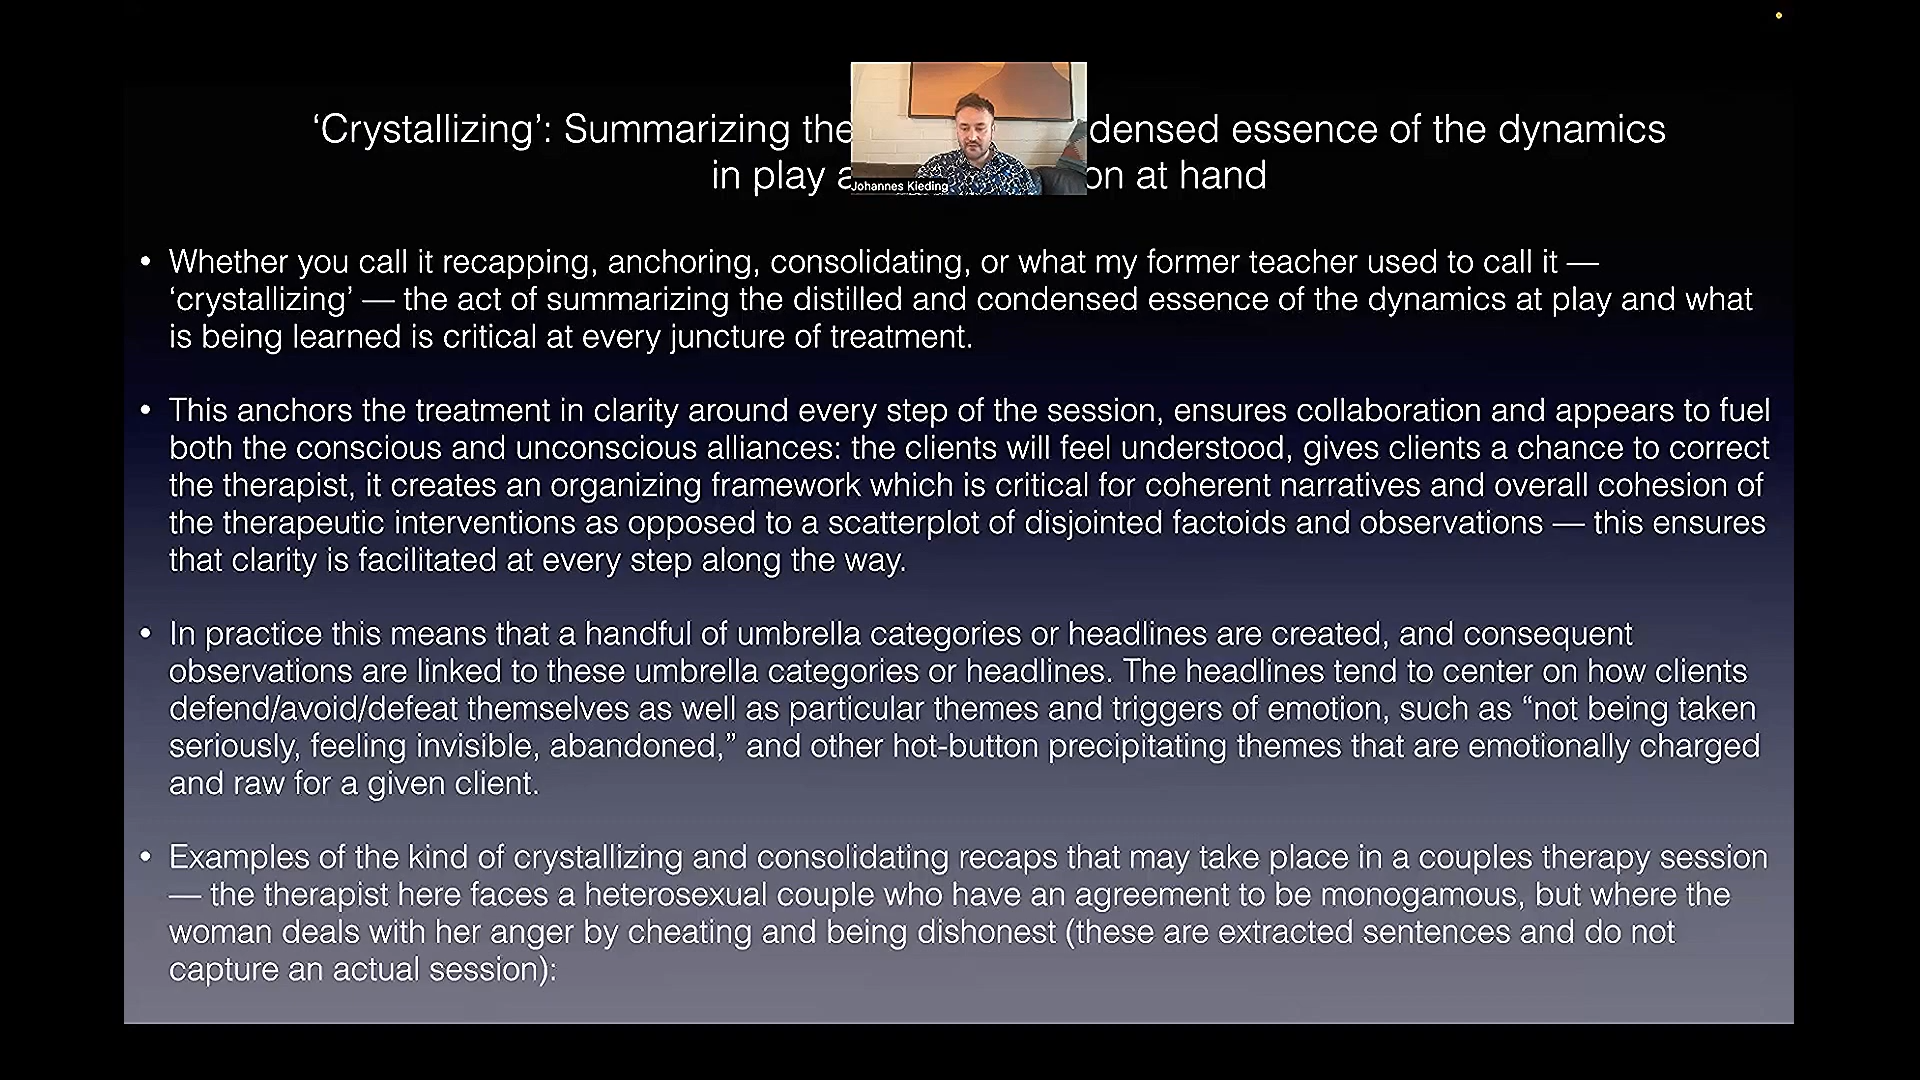 ‘Crystallizing’: Summarizing the densed essence of the dynamics
in play a on at hand
Johannes Kieding
• Whether you call it recapping, anchoring, consolidating, or what my former teacher used to call it —
‘crystallizing’ — the act of summarizing the distilled and condensed essence of the dynamics at play and what
is being learned is critical at every juncture of treatment.
• This anchors the treatment in clarity around every step of the session, ensures collaboration and appears to fuel
both the conscious and unconscious alliances: the clients will feel understood, gives clients a chance to correct
the therapist, it creates an organizing framework which is critical for coherent narratives and overall cohesion of
the therapeutic interventions as opposed to a scatterplot of disjointed factoids and observations — this ensures
that clarity is facilitated at every step along the way.
• In practice this means that a handful of umbrella categories or headlines are created, and consequent
observations are linked to these umbrella categories or headlines. The headlines tend to center on how clients
defend/avoid/defeat themselves as well as particular themes and triggers of emotion, such as “not being taken
seriously, feeling invisible, abandoned,” and other hot-button precipitating themes that are emotionally charged
and raw for a given client.
• Examples of the kind of crystallizing and consolidating recaps that may take place in a couples therapy session
— the therapist here faces a heterosexual couple who have an agreement to be monogamous, but where the
woman deals with her anger by cheating and being dishonest (these are extracted sentences and do not
capture an actual session):